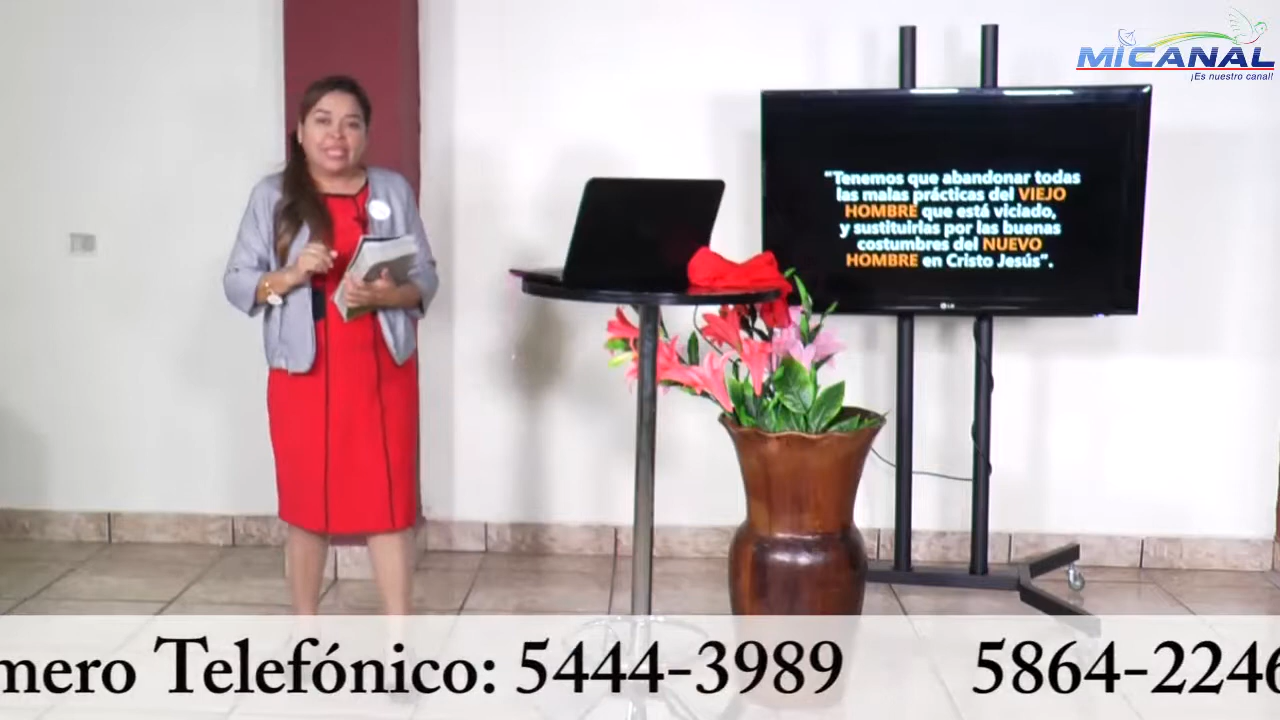 MICANAL
¡Es nuestro canal!
"Tenemos que abandonar todas
las malas prácticas del VIEJO
HOMBRE que está viciado,
y sustituirlas por las buenas
costumbres del NUEVO
HOMBRE en Cristo Jesús".
LG
mero Telefónico: 5444-3989 5864-2246